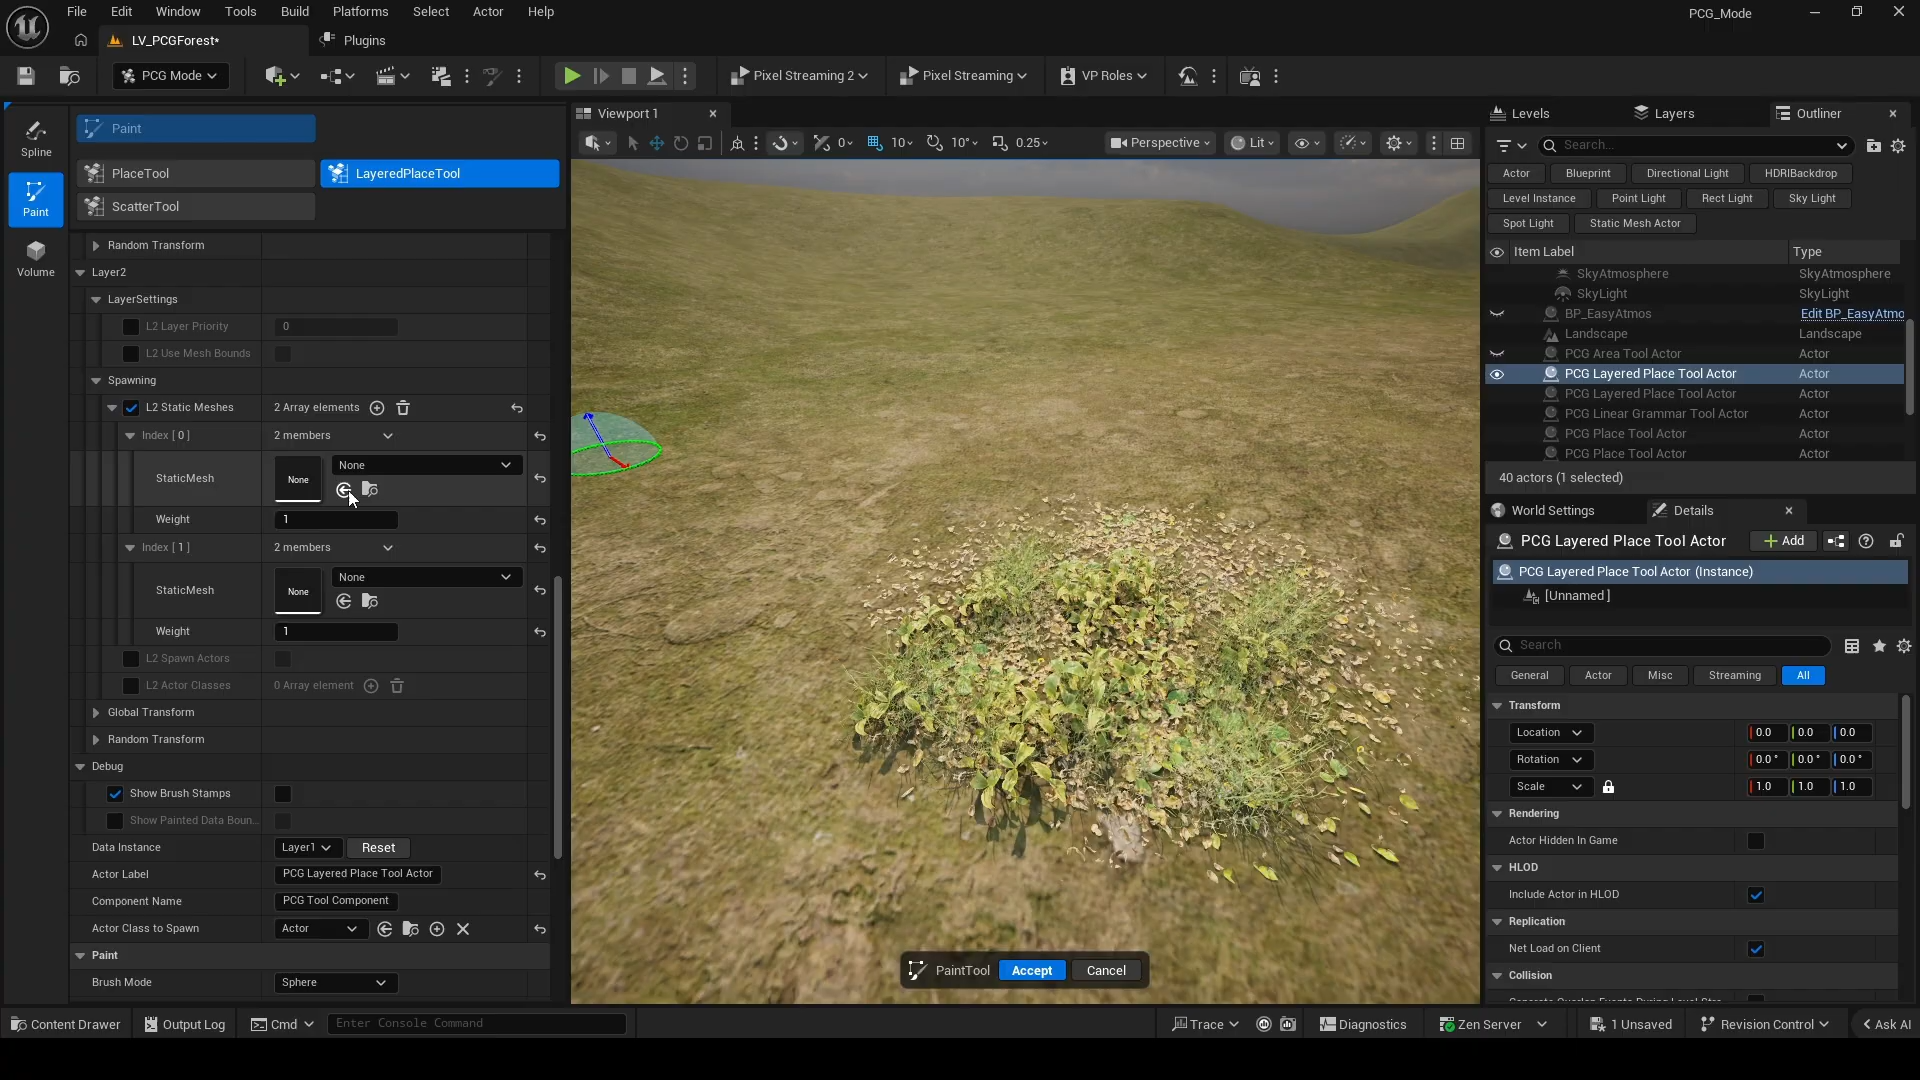 File Edit Window Tools Build Platforms Select Actor Help
PCG_Mode
LV_PCGForest*
Plugins
PCG Mode
Pixel Streaming 2
Pixel Streaming
VP Roles
Spline
Paint
Volume
Paint
PlaceTool
LayeredPlaceTool
ScatterTool
Random Transform
Layer2
LayerSettings
L2 Layer Priority
0
L2 Use Mesh Bounds
Spawning
L2 Static Meshes
2 Array elements
Index [ 0 ]
2 members
StaticMesh
None
None
Weight
1
Index [ 1 ]
2 members
StaticMesh
None
None
Weight
1
L2 Spawn Actors
L2 Actor Classes
0 Array element
Global Transform
Random Transform
Debug
Show Brush Stamps
Show Painted Data Boun...
Data Instance
Layer1
Reset
Actor Label
PCG Layered Place Tool Actor
Component Name
PCG Tool Component
Actor Class to Spawn
Actor
Paint
Brush Mode
Sphere
Viewport 1
0
10
10°
0.25
Perspective
Lit
PaintTool
Accept
Cancel
Levels
Layers
Outliner
Search...
Actor
Blueprint
Directional Light
HDRIBackdrop
Level Instance
Point Light
Rect Light
Sky Light
Spot Light
Static Mesh Actor
Item Label
Type
SkyAtmosphere
SkyAtmosphere
SkyLight
SkyLight
BP_EasyAtmos
Edit BP_EasyAtmo
Landscape
Landscape
PCG Area Tool Actor
Actor
PCG Layered Place Tool Actor
Actor
PCG Layered Place Tool Actor
Actor
PCG Linear Grammar Tool Actor
Actor
PCG Place Tool Actor
Actor
PCG Place Tool Actor
Actor
40 actors (1 selected)
World Settings
Details
PCG Layered Place Tool Actor
Add
PCG Layered Place Tool Actor (Instance)
[Unnamed ]
Search
General
Actor
Misc
Streaming
All
Transform
Location
0.0
0.0
0.0
Rotation
0.0 °
0.0 °
0.0 °
Scale
1.0
1.0
1.0
Rendering
Actor Hidden In Game
HLOD
Include Actor in HLOD
Replication
Net Load on Client
Collision
Generate Overlap Events During Level Stre
Content Drawer
Output Log
Cmd
Enter Console Command
Trace
Diagnostics
Zen Server
1 Unsaved
Revision Control
Ask AI